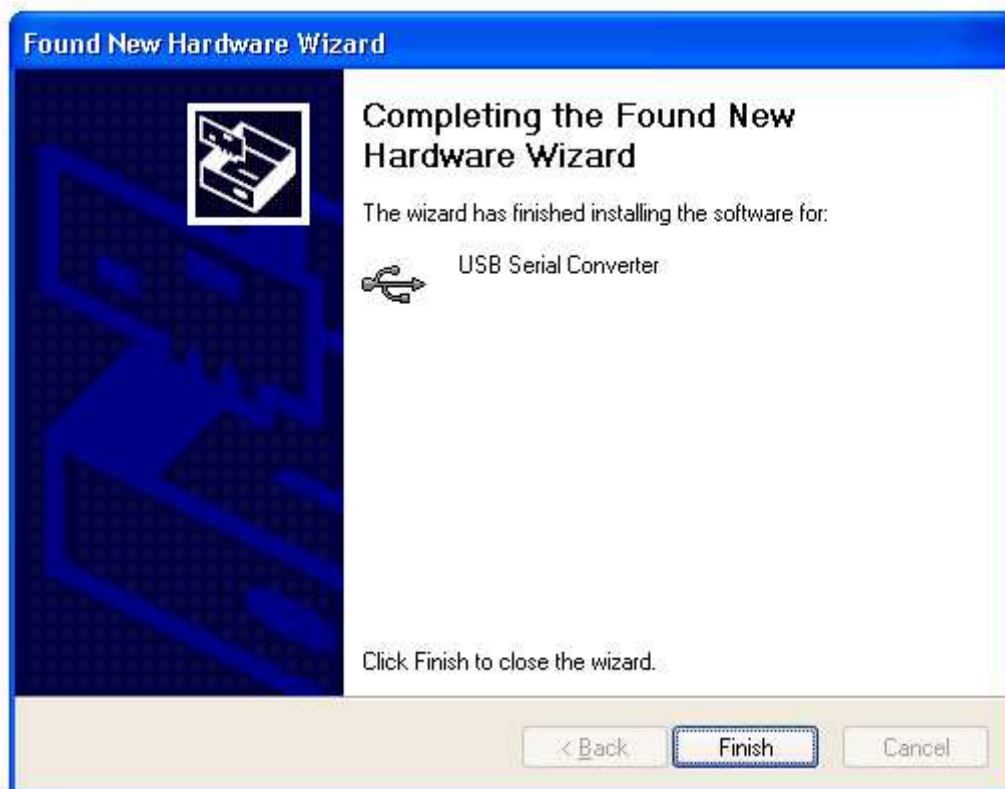 Found New Hardware Wizard
Completing the Found New
Hardware Wizard
The wizard has finished installing the software for:
USB Serial Converter
Click Finish to close the wizard.
< Back
Finish
Cancel